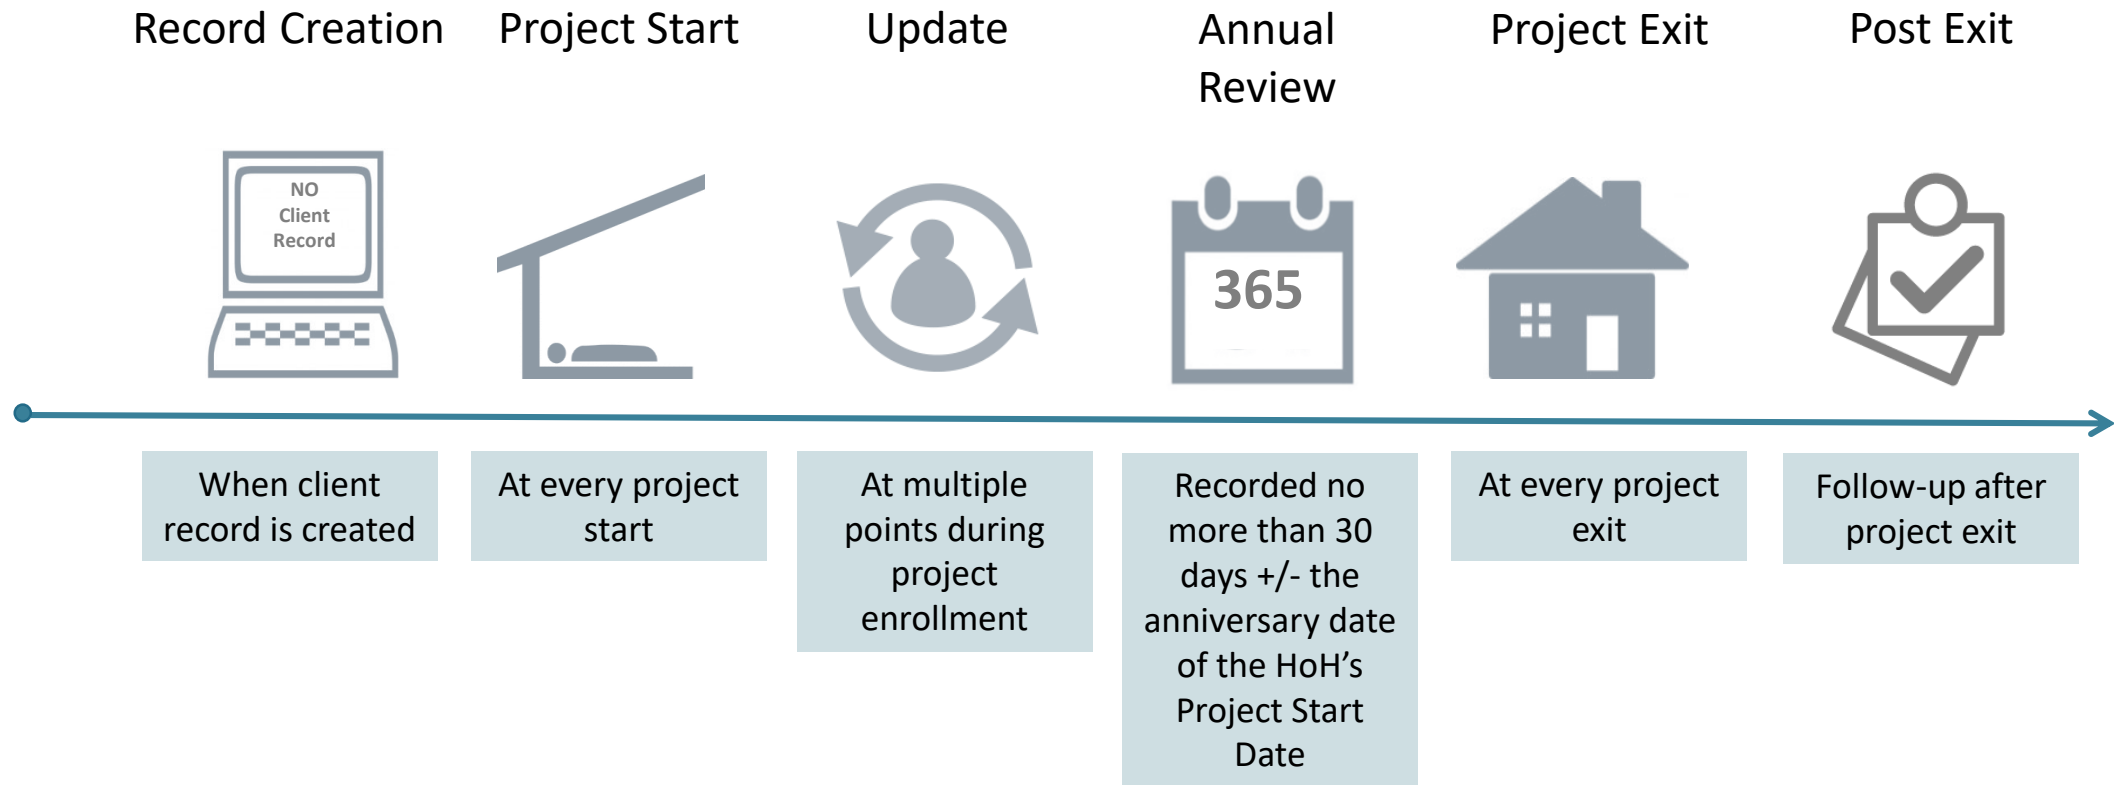 Record Creation
Project Start
Update
Annual
Review
Project Exit
Post Exit
NO
Client
Record
365
When client
record is created
At every project
start
At multiple
points during
project
enrollment
Recorded no
more than 30
days +/- the
anniversary date
of the HoH’s
Project Start
Date
At every project
exit
Follow-up after
project exit